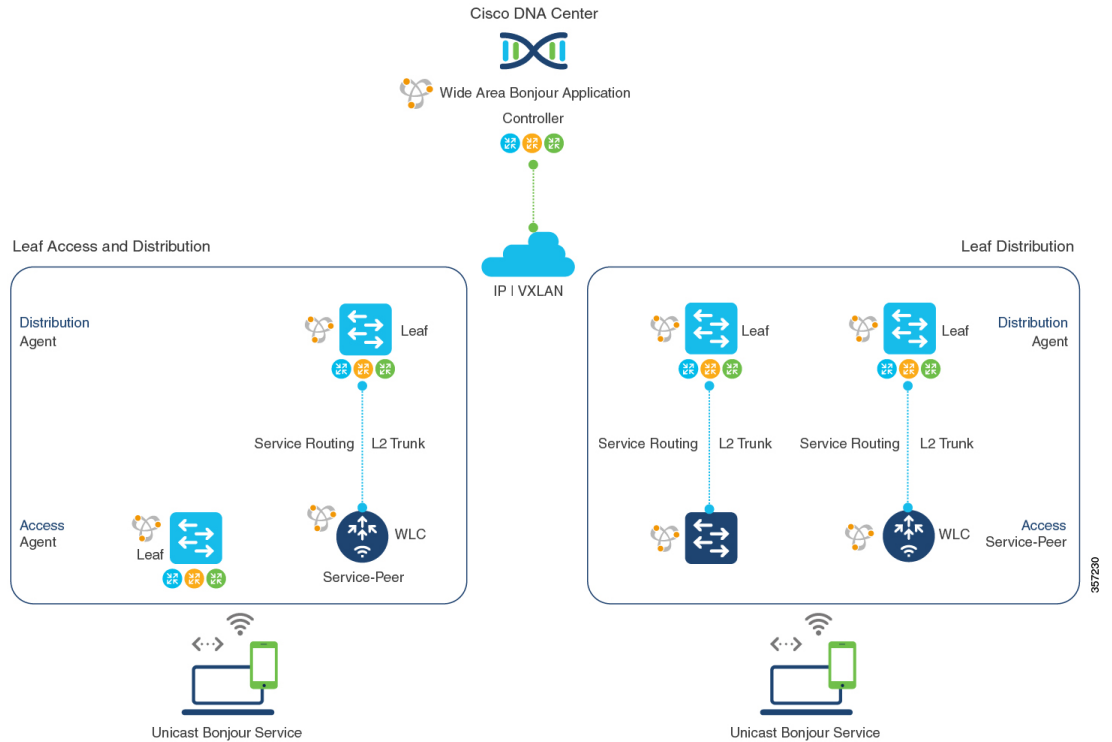 Cisco DNA Center
Wide Area Bonjour Application
Controller
IP | VXLAN
Leaf Access and Distribution
Distribution
Agent
Leaf
Service Routing
L2 Trunk
Access
Agent
Leaf
WLC
Service-Peer
Unicast Bonjour Service
Leaf Distribution
Leaf
Leaf
Distribution
Agent
Service Routing
L2 Trunk
Service Routing
L2 Trunk
WLC
Access
Service-Peer
Unicast Bonjour Service
357230